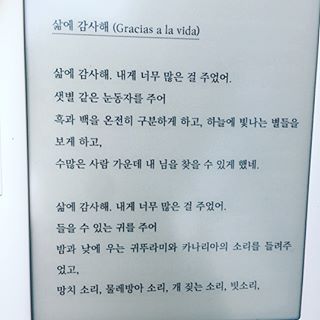 삶에 감사해 (Gracias a la vida)
삶에 감사해. 내게 너무 많은 걸 주었어.
샛별 같은 눈동자를 주어
흑과 백을 온전히 구분하게 하고, 하늘에 빛나는 별들을
보게 하고,
수많은 사람 가운데 내 님을 찾을 수 있게 했네.
삶에 감사해. 내게 너무 많은 걸 주었어.
들을 수 있는 귀를 주어
밤과 낮에 우는 귀뚜라미와 카나리아의 소리를 들려주
었고,
망치 소리, 물레방아 소리, 개 짖는 소리, 빗소리,